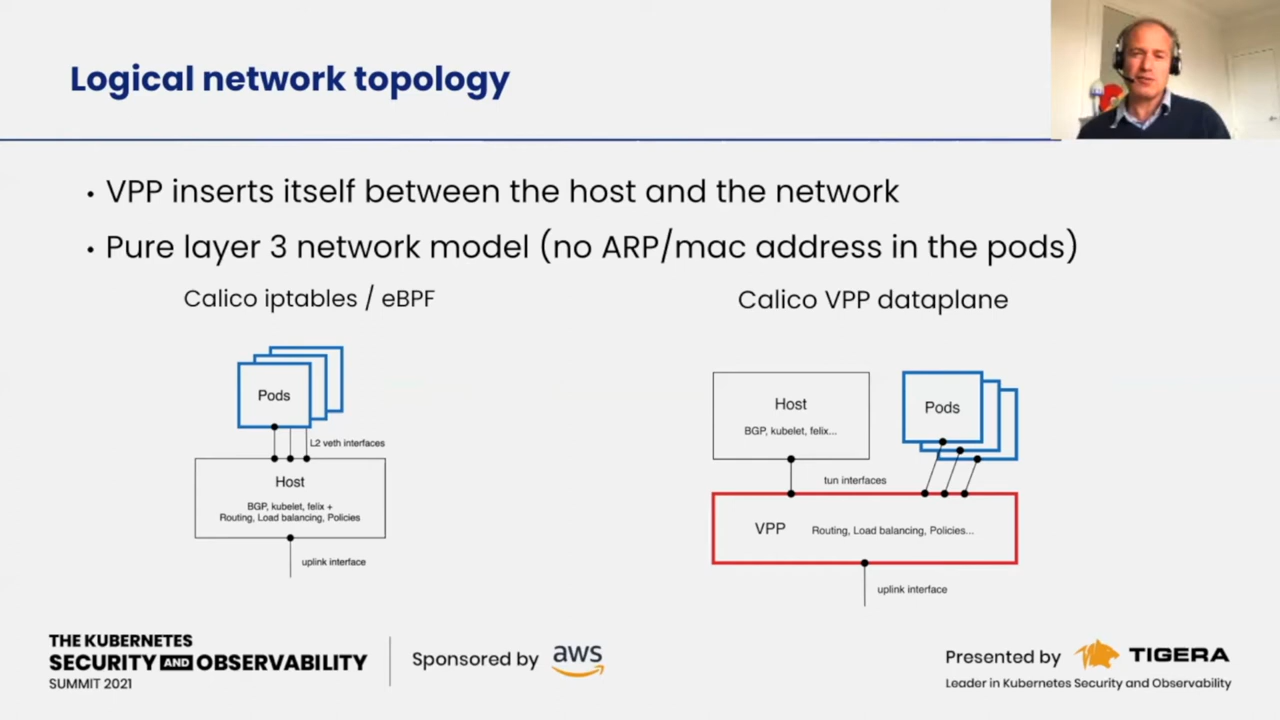 Logical network topology
• VPP inserts itself between the host and the network
• Pure layer 3 network model (no ARP/mac address in the pods)
Calico iptables / eBPF
Calico VPP dataplane
Pods
L2 veth interfaces
Host
BGP, kubelet, felix +
Routing, Load balancing, Policies
uplink interface
Host
BGP, kubelet, felix...
Pods
tun interfaces
VPP
Routing, Load balancing, Policies...
uplink interface
THE KUBERNETES
SECURITY AND OBSERVABILITY
SUMMIT 2021
Sponsored by aws
Presented by TIGERA
Leader in Kubernetes Security and Observability